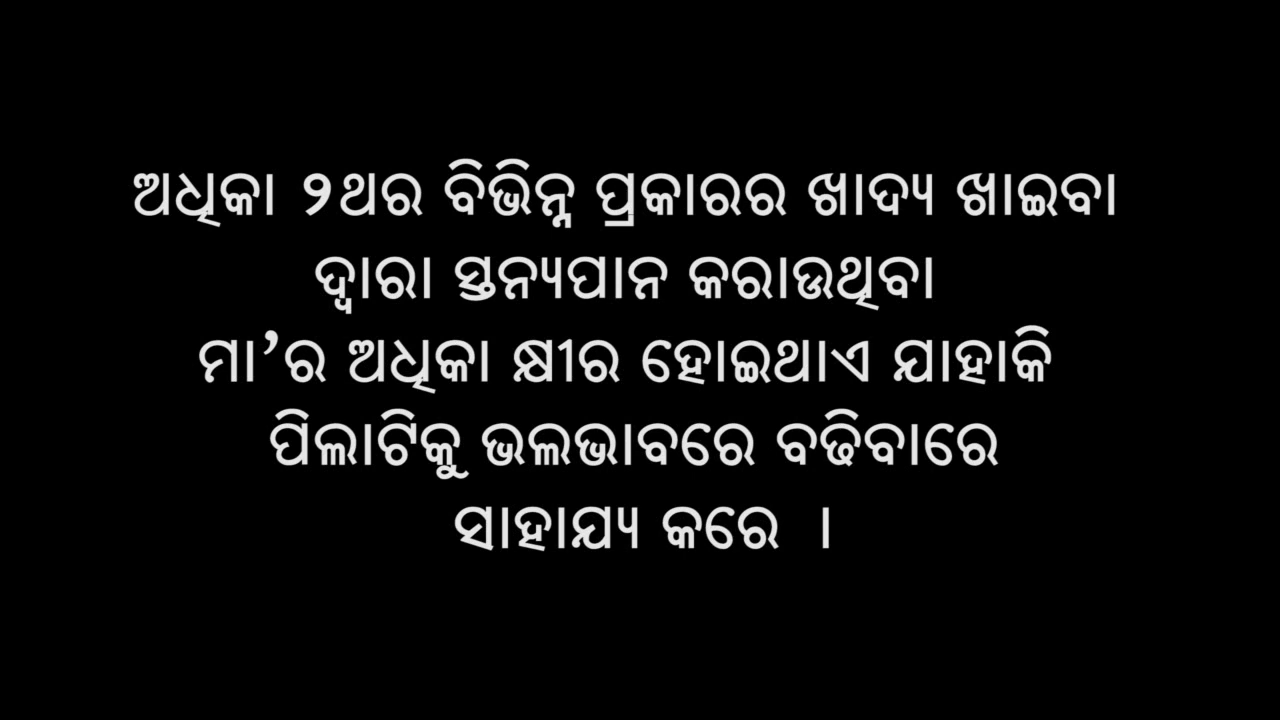 ଅଧିକା ୨ଥର ବିଭିନ୍ନ ପ୍ରକାରର ଖାଦ୍ୟ ଖାଇବା
ଦ୍ୱାରା ସ୍ତନ୍ୟପାନ କରାଉଥିବା
ମା’ର ଅଧିକା କ୍ଷୀର ହୋଇଥାଏ ଯାହାକି
ପିଲାଟିକୁ ଭଲଭାବରେ ବଢିବାରେ
ସାହାଯ୍ୟ କରେ ।